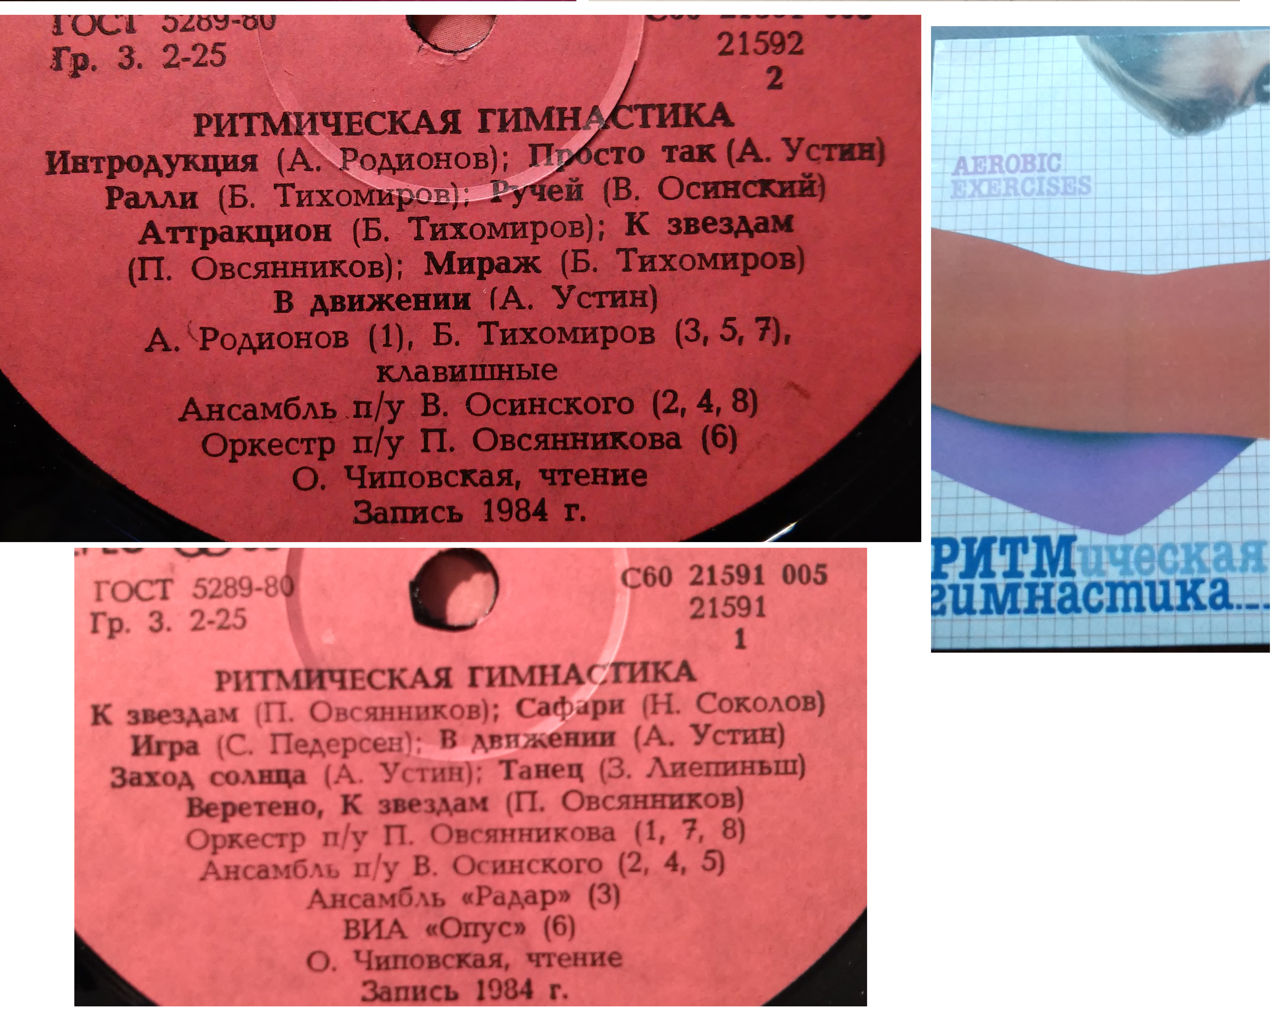 ГОСТ 5289-80
Гр. 3. 2-25
С60 21591 005
21592
2
РИТМИЧЕСКАЯ ГИМНАСТИКА
Интродукция (А. Родионов); Просто так (А. Устин)
Ралли (Б. Тихомиров); Ручей (В. Осинский)
Аттракцион (Б. Тихомиров); К звездам
(П. Овсянников); Мираж (Б. Тихомиров)
В движении (А. Устин)
А. Родионов (1), Б. Тихомиров (3, 5, 7),
клавишные
Ансамбль п/у В. Осинского (2, 4, 8)
Оркестр п/у П. Овсянникова (6)
О. Чиповская, чтение
Запись 1984 г.
AEROBIC
EXERCISES
РИТМическая
гимнастика...
ГОСТ 5289-80
Гр. 3. 2-25
С60 21591 005
21591
1
РИТМИЧЕСКАЯ ГИМНАСТИКА
К звездам (П. Овсянников); Сафари (Н. Соколов)
Игра (С. Педерсен); В движении (А. Устин)
Заход солнца (А. Устин); Танец (З. Лиепиньш)
Веретено, К звездам (П. Овсянников)
Оркестр п/у П. Овсянникова (1, 7, 8)
Ансамбль п/у В. Осинского (2, 4, 5)
Ансамбль «Радар» (3)
ВИА «Опус» (6)
О. Чиповская, чтение
Запись 1984 г.